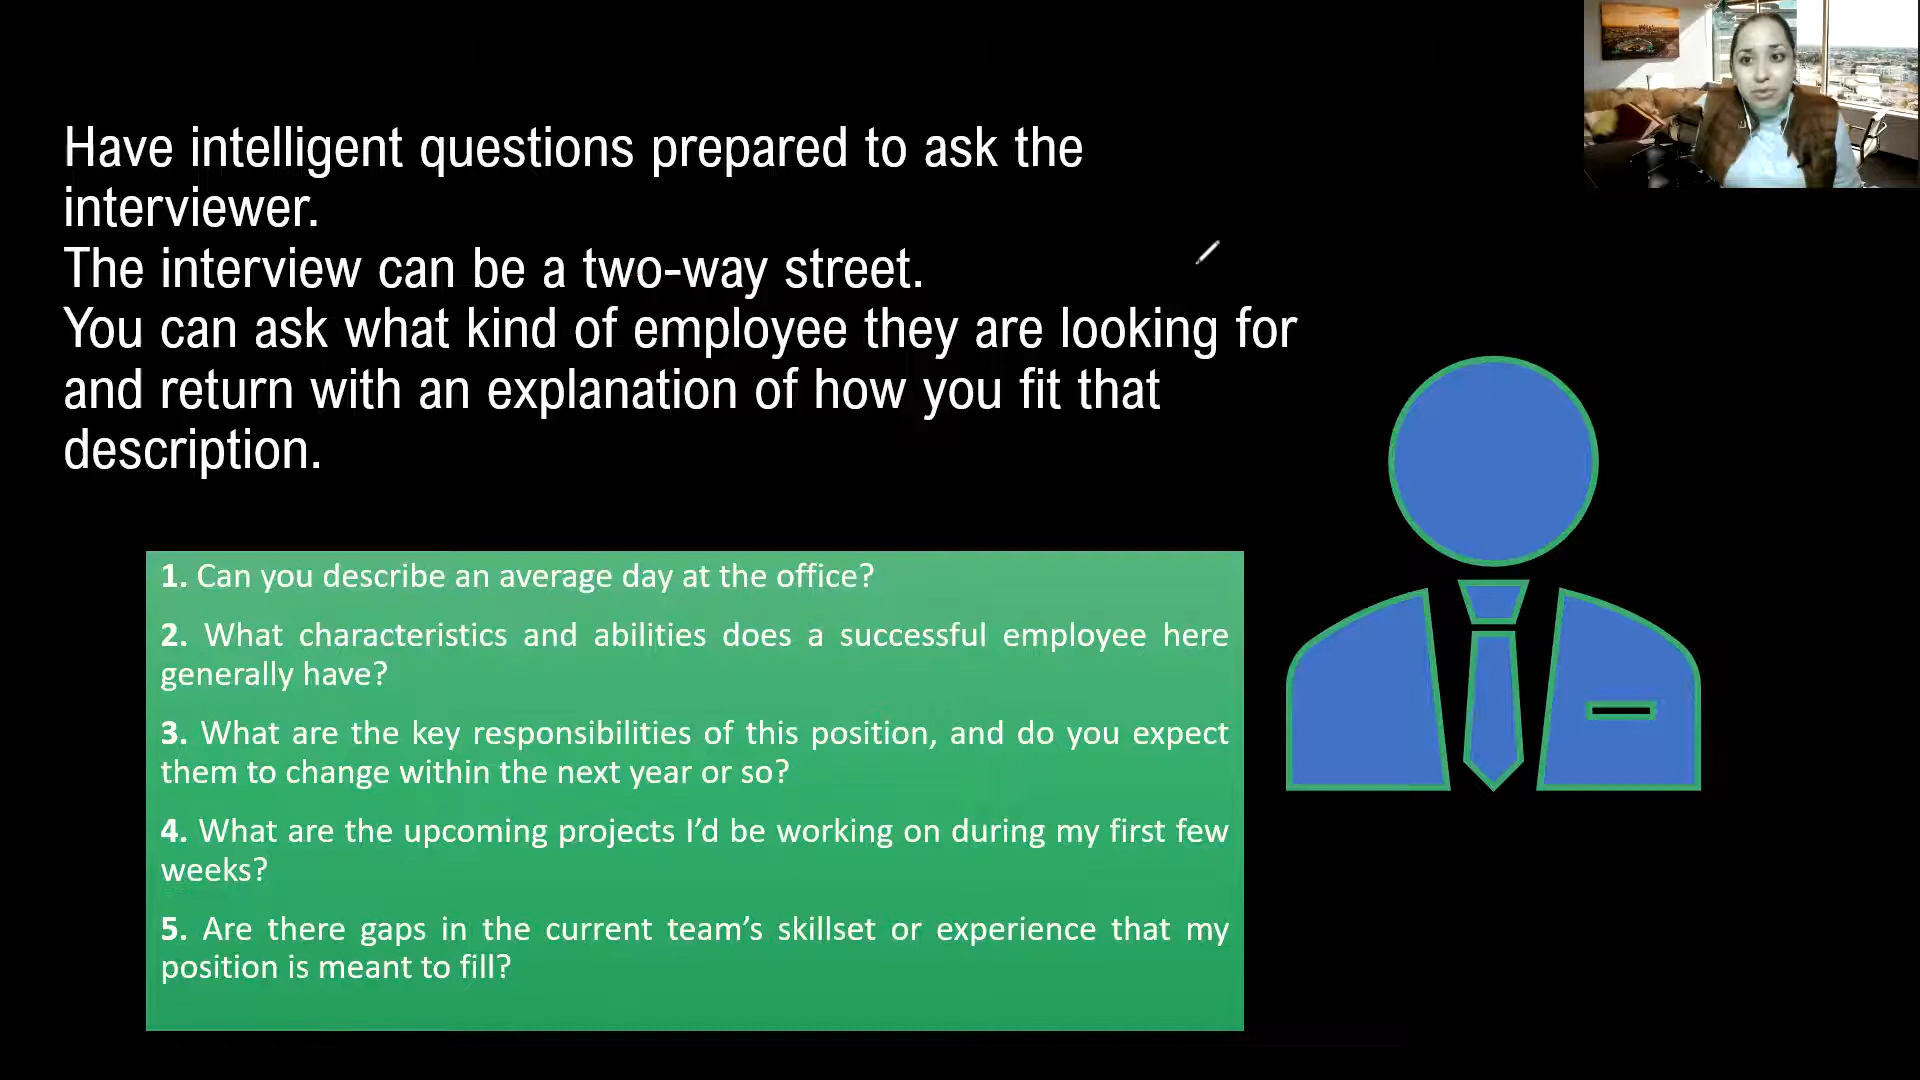 Have intelligent questions prepared to ask the
interviewer.
The interview can be a two-way street.
You can ask what kind of employee they are looking for
and return with an explanation of how you fit that
description.
1. Can you describe an average day at the office?
2. What characteristics and abilities does a successful employee here
generally have?
3. What are the key responsibilities of this position, and do you expect
them to change within the next year or so?
4. What are the upcoming projects I’d be working on during my first few
weeks?
5. Are there gaps in the current team’s skillset or experience that my
position is meant to fill?